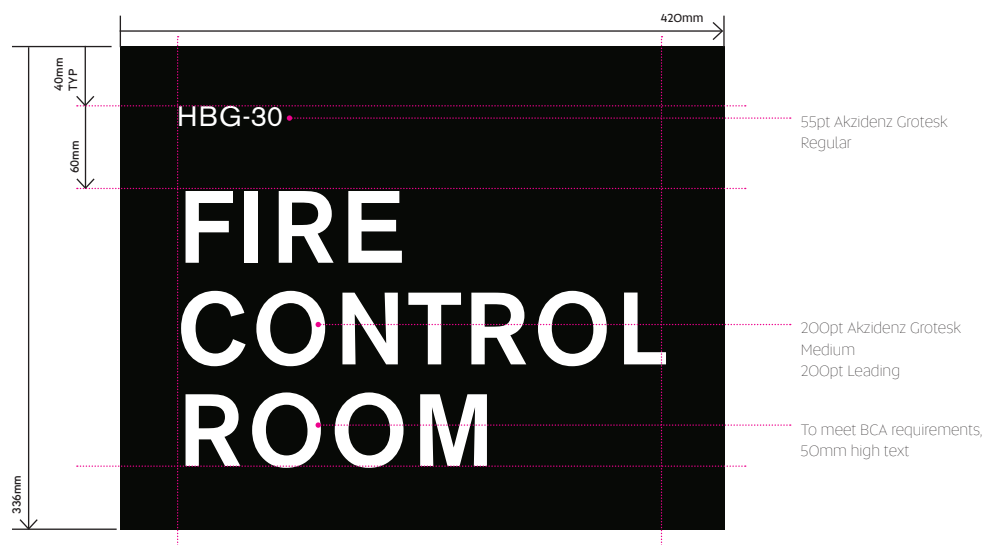 420mm
40mm
TYP
HBG-30
55pt Akzidenz Grotesk
Regular
60mm
FIRE
CONTROL
200pt Akzidenz Grotesk
Medium
200pt Leading
ROOM
To meet BCA requirements,
50mm high text
336mm